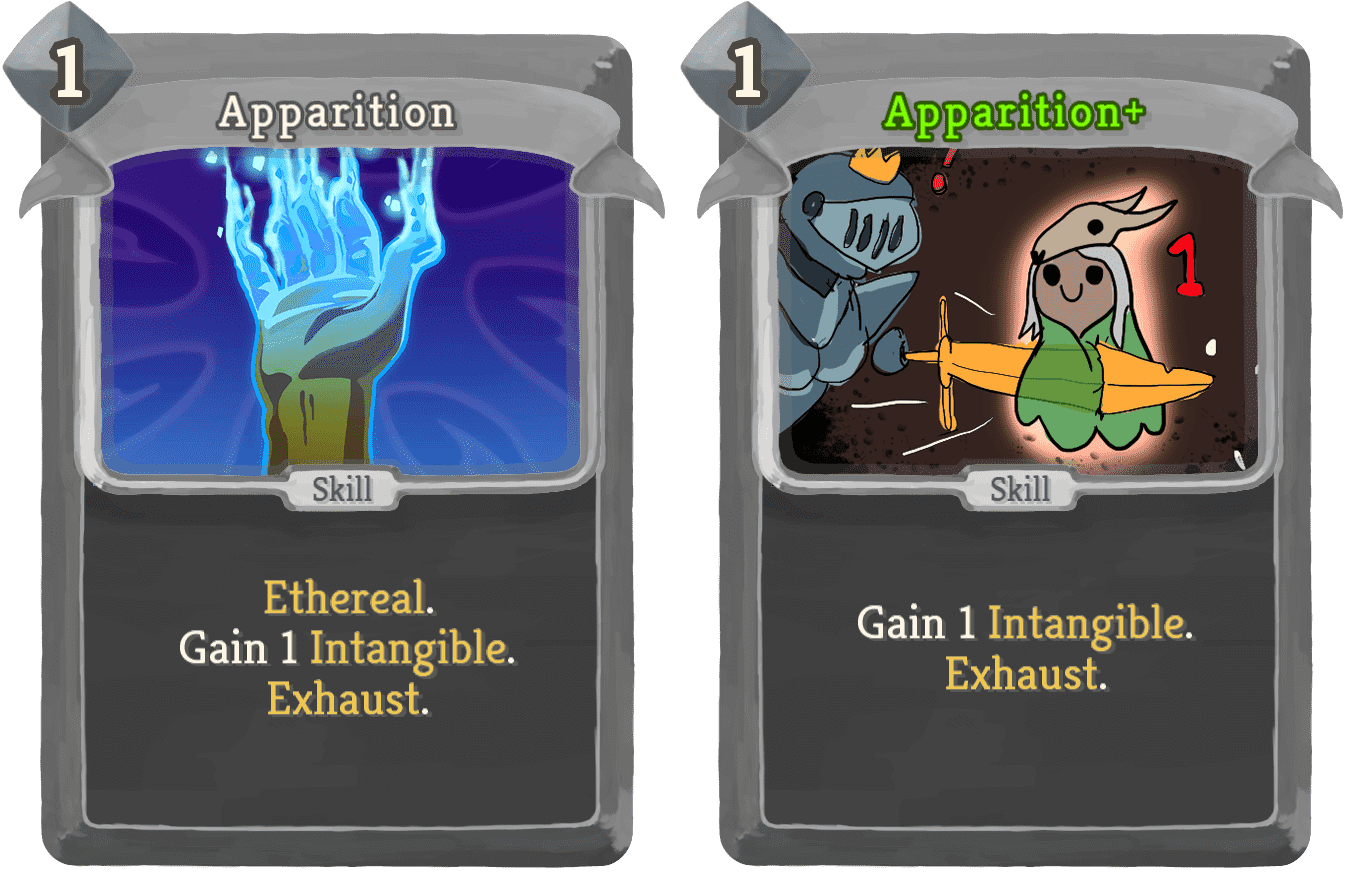 1
Apparition
Skill
Ethereal.
Gain 1 Intangible.
Exhaust.
1
Apparition+
!
1
Skill
Gain 1 Intangible.
Exhaust.